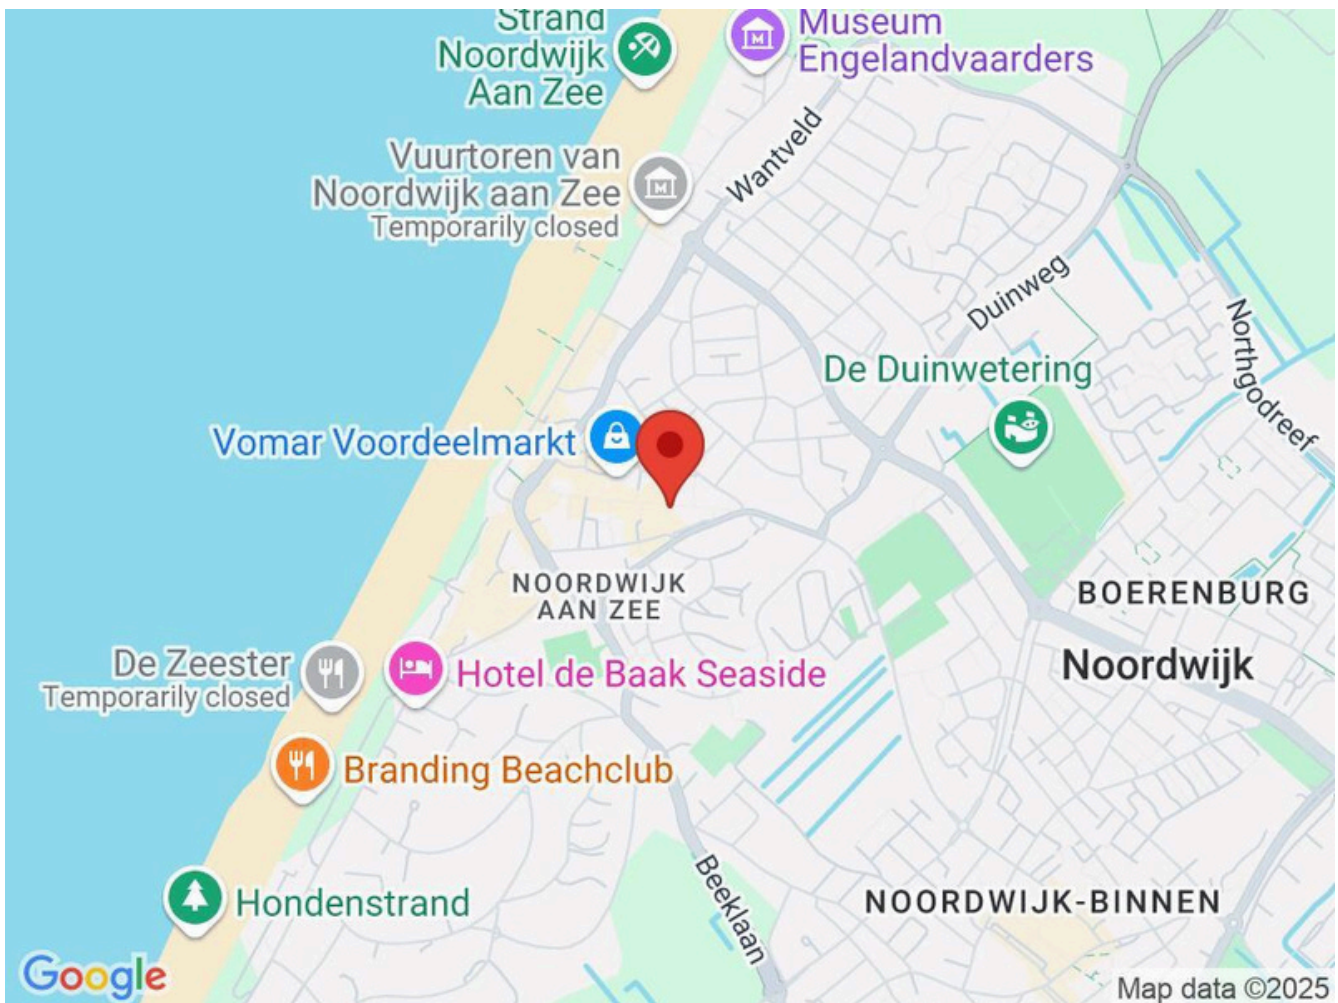 Strand
Noordwijk
Aan Zee
Museum
Engelandvaarders
Vuurtoren van
Noordwijk aan Zee
Temporarily closed
Wantveld
Duinweg
Northgodreef
De Duinwetering
Vomar Voordeelmarkt
NOORDWIJK
AAN ZEE
BOERENBURG
Noordwijk
De Zeester
Temporarily closed
Hotel de Baak Seaside
Branding Beachclub
Beeklaan
Hondenstrand
NOORDWIJK-BINNEN
Google
Map data ©2025